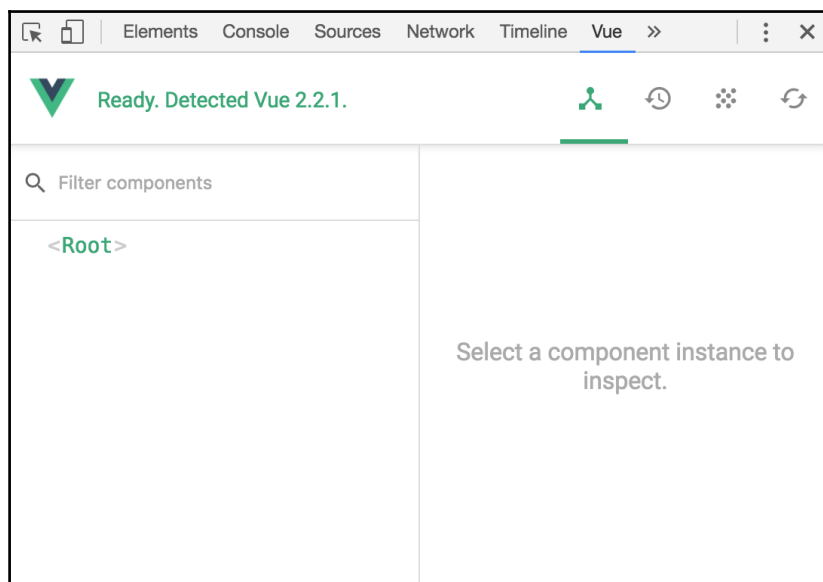 Elements Console Sources Network Timeline Vue
Ready. Detected Vue 2.2.1.
Filter components
<Root>
Select a component instance to
inspect.